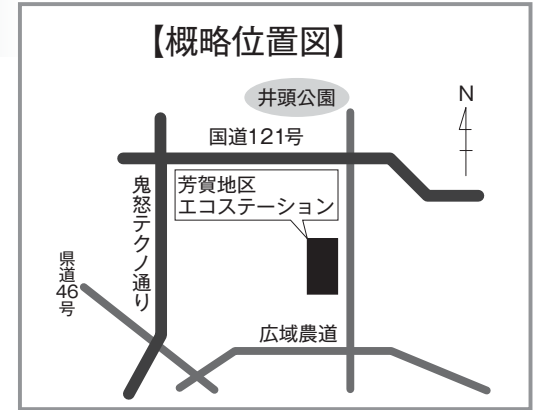 【概略位置図】
井頭公園
N
国道121号
芳賀地区
エコステーション
鬼怒テクノ通り
県道46号
広域農道